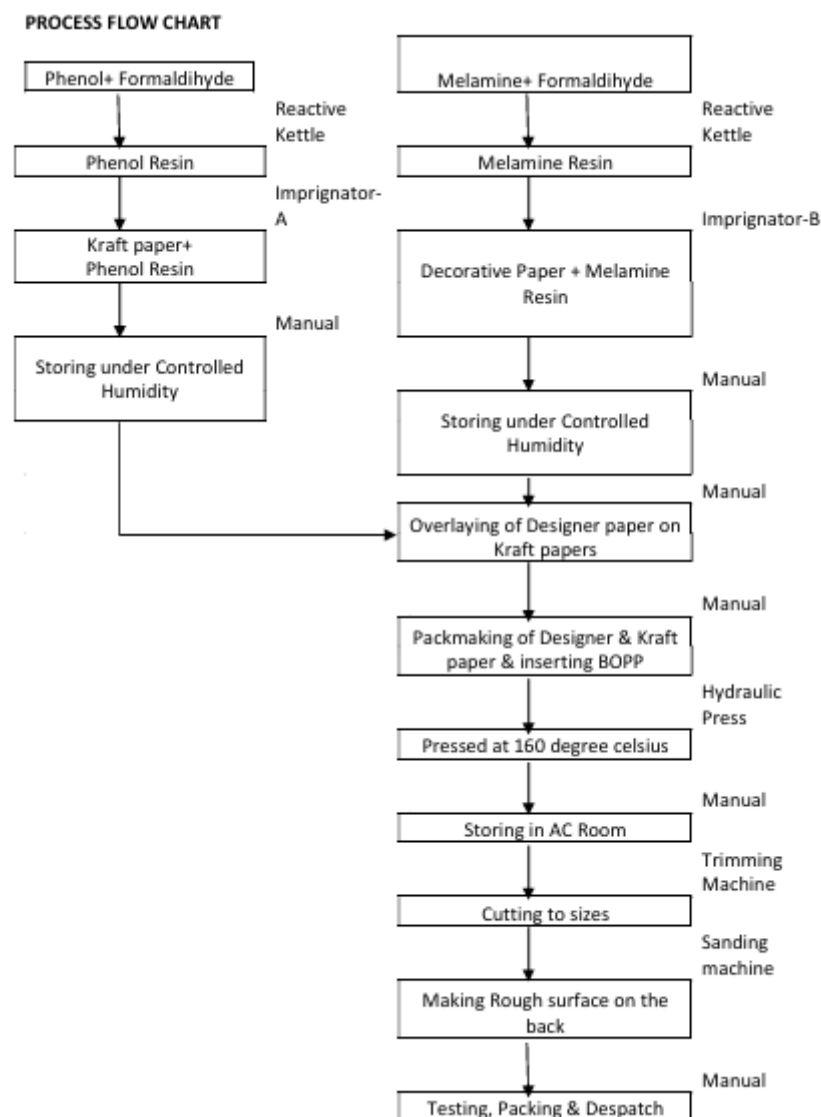 PROCESS FLOW CHART
Phenol+ Formaldihyde
Reactive
Kettle
Phenol Resin
Imprignator-
A
Kraft paper+
Phenol Resin
Manual
Storing under Controlled
Humidity
Melamine+ Formaldihyde
Reactive
Kettle
Melamine Resin
Imprignator-B
Decorative Paper + Melamine
Resin
Manual
Storing under Controlled
Humidity
Manual
Overlaying of Designer paper on
Kraft papers
Manual
Packmaking of Designer & Kraft
paper & inserting BOPP
Hydraulic
Press
Pressed at 160 degree celsius
Manual
Storing in AC Room
Trimming
Machine
Cutting to sizes
Sanding
machine
Making Rough surface on the
back
Manual
Testing, Packing & Despatch